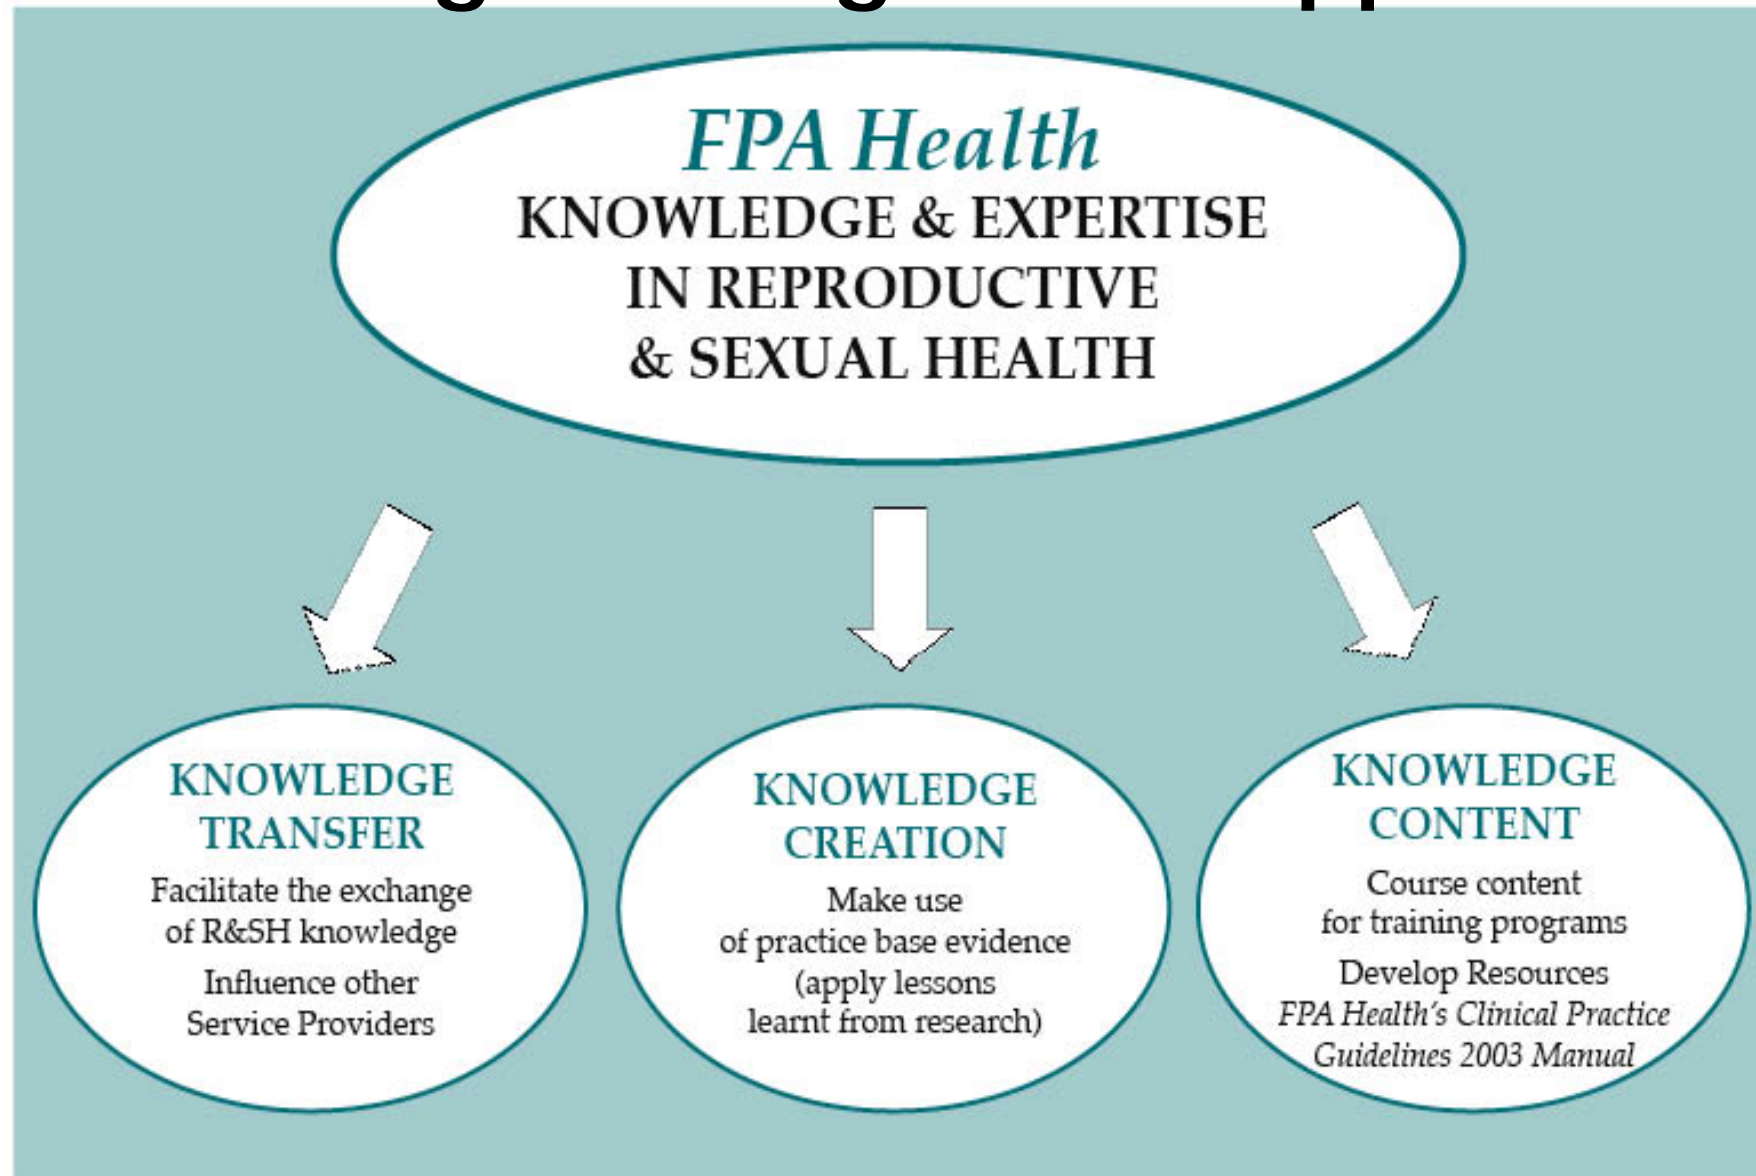 FPA Health
KNOWLEDGE & EXPERTISE
IN REPRODUCTIVE
& SEXUAL HEALTH
KNOWLEDGE
TRANSFER
Facilitate the exchange
of R&SH knowledge
Influence other
Service Providers
KNOWLEDGE
CREATION
Make use
of practice base evidence
(apply lessons
learnt from research)
KNOWLEDGE
CONTENT
Course content
for training programs
Develop Resources
FPA Health's Clinical Practice
Guidelines 2003 Manual